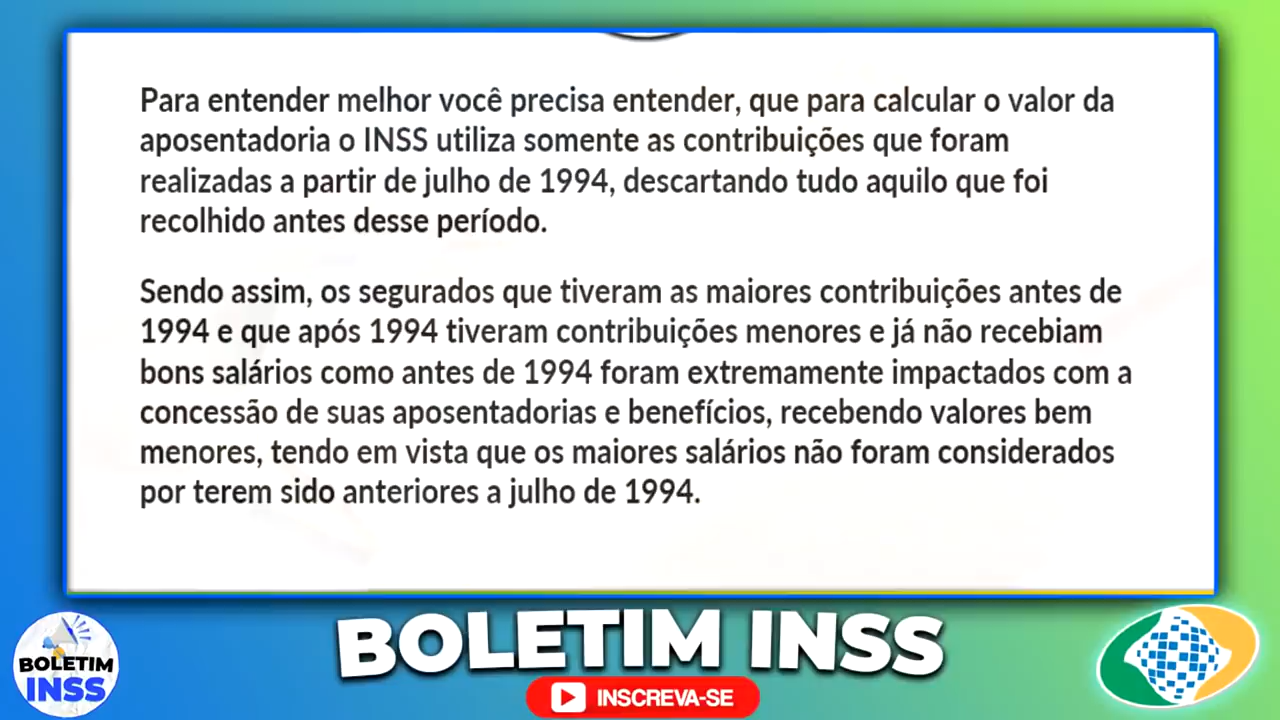 Para entender melhor você precisa entender, que para calcular o valor da
aposentadoria o INSS utiliza somente as contribuições que foram
realizadas a partir de julho de 1994, descartando tudo aquilo que foi
recolhido antes desse período.
Sendo assim, os segurados que tiveram as maiores contribuições antes de
1994 e que após 1994 tiveram contribuições menores e já não recebiam
bons salários como antes de 1994 foram extremamente impactados com a
concessão de suas aposentadorias e benefícios, recebendo valores bem
menores, tendo em vista que os maiores salários não foram considerados
por terem sido anteriores a julho de 1994.
BOLETIM INSS
INSCREVA-SE
BOLETIM
INSS